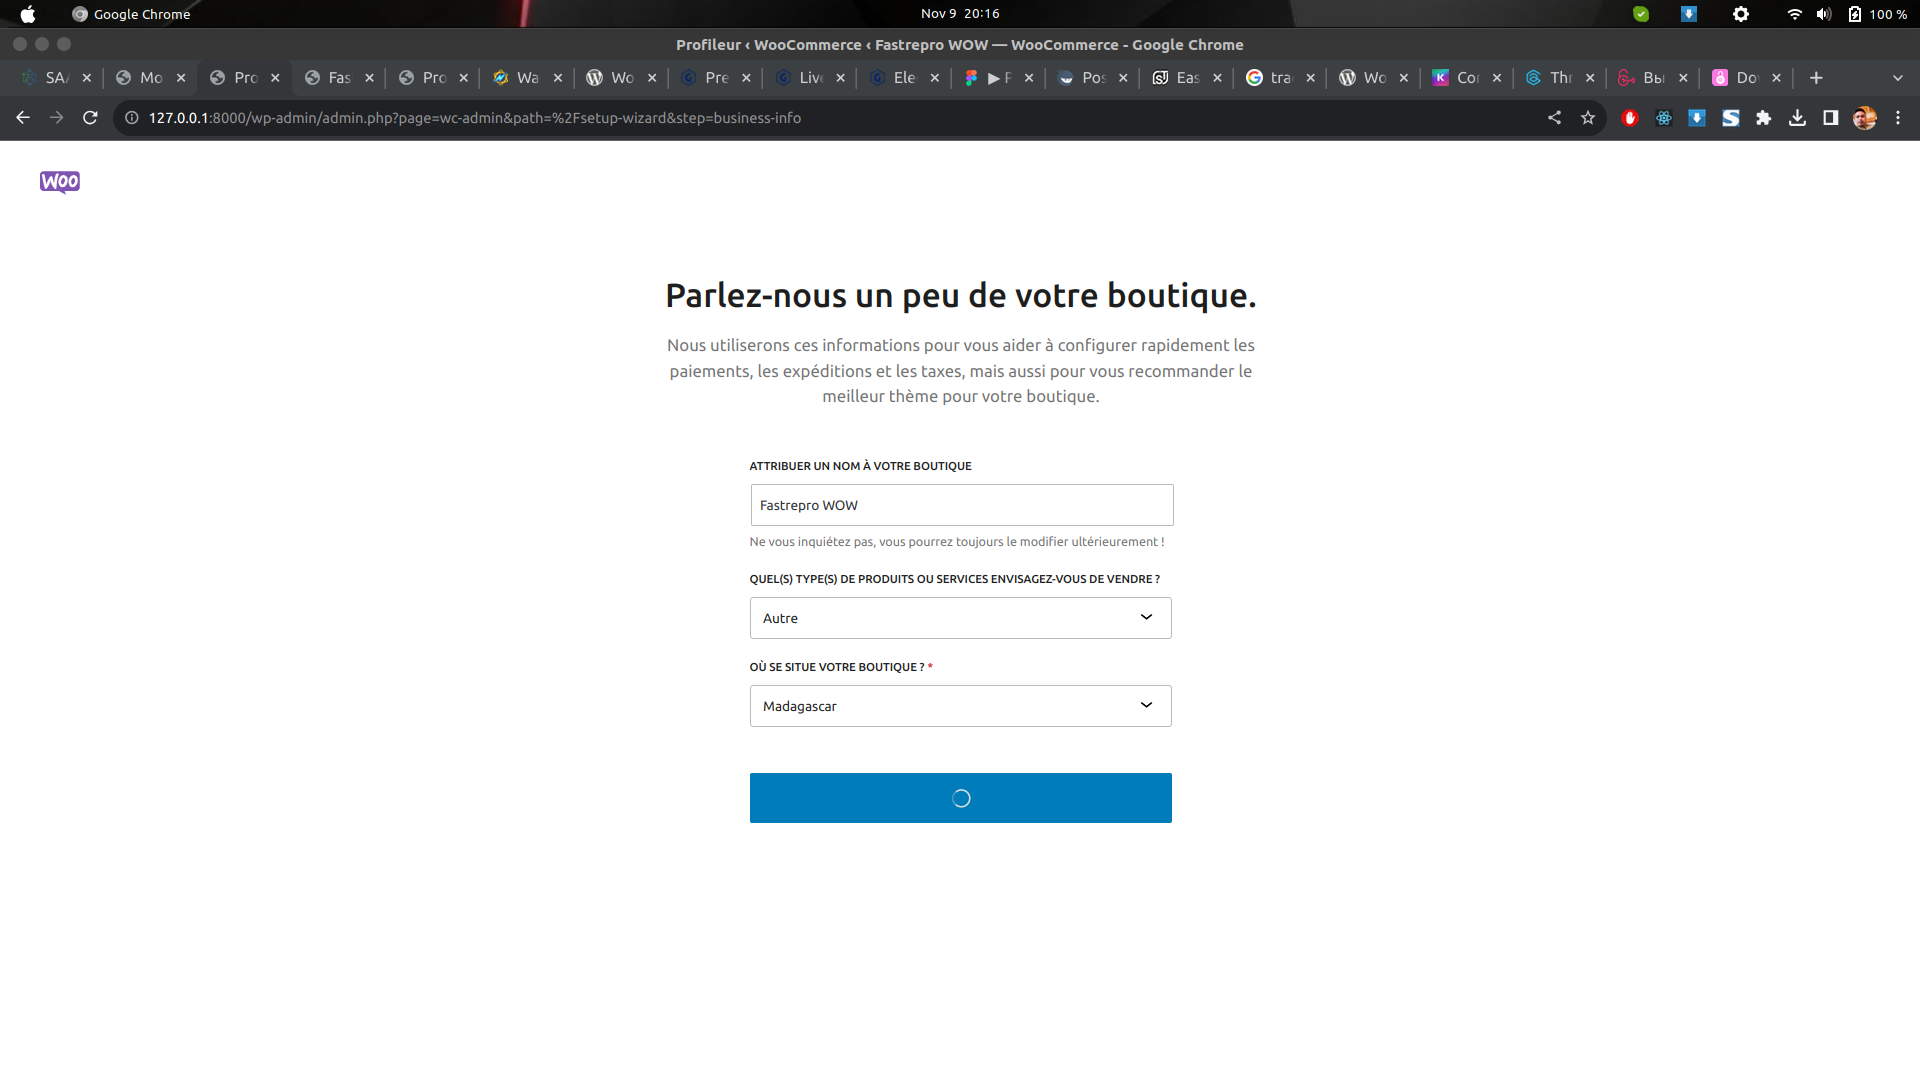 Google Chrome
Nov 9 20:16
100 %
Profileur ‹ WooCommerce ‹ Fastrepro WOW — WooCommerce - Google Chrome
SAA
Mo
Pro
Fas
Pro
Wa
Wo
Pre
Live
Ele
Pos
Eas
tra
Wo
Cor
Thr
Вы
Do
127.0.0.1:8000/wp-admin/admin.php?page=wc-admin&path=%2Fsetup-wizard&step=business-info
WOO
Parlez-nous un peu de votre boutique.
Nous utiliserons ces informations pour vous aider à configurer rapidement les
paiements, les expéditions et les taxes, mais aussi pour vous recommander le
meilleur thème pour votre boutique.
ATTRIBUER UN NOM À VOTRE BOUTIQUE
Fastrepro WOW
Ne vous inquiétez pas, vous pourrez toujours le modifier ultérieurement !
QUEL(S) TYPE(S) DE PRODUITS OU SERVICES ENVISAGEZ-VOUS DE VENDRE ?
Autre
OÙ SE SITUE VOTRE BOUTIQUE ? *
Madagascar